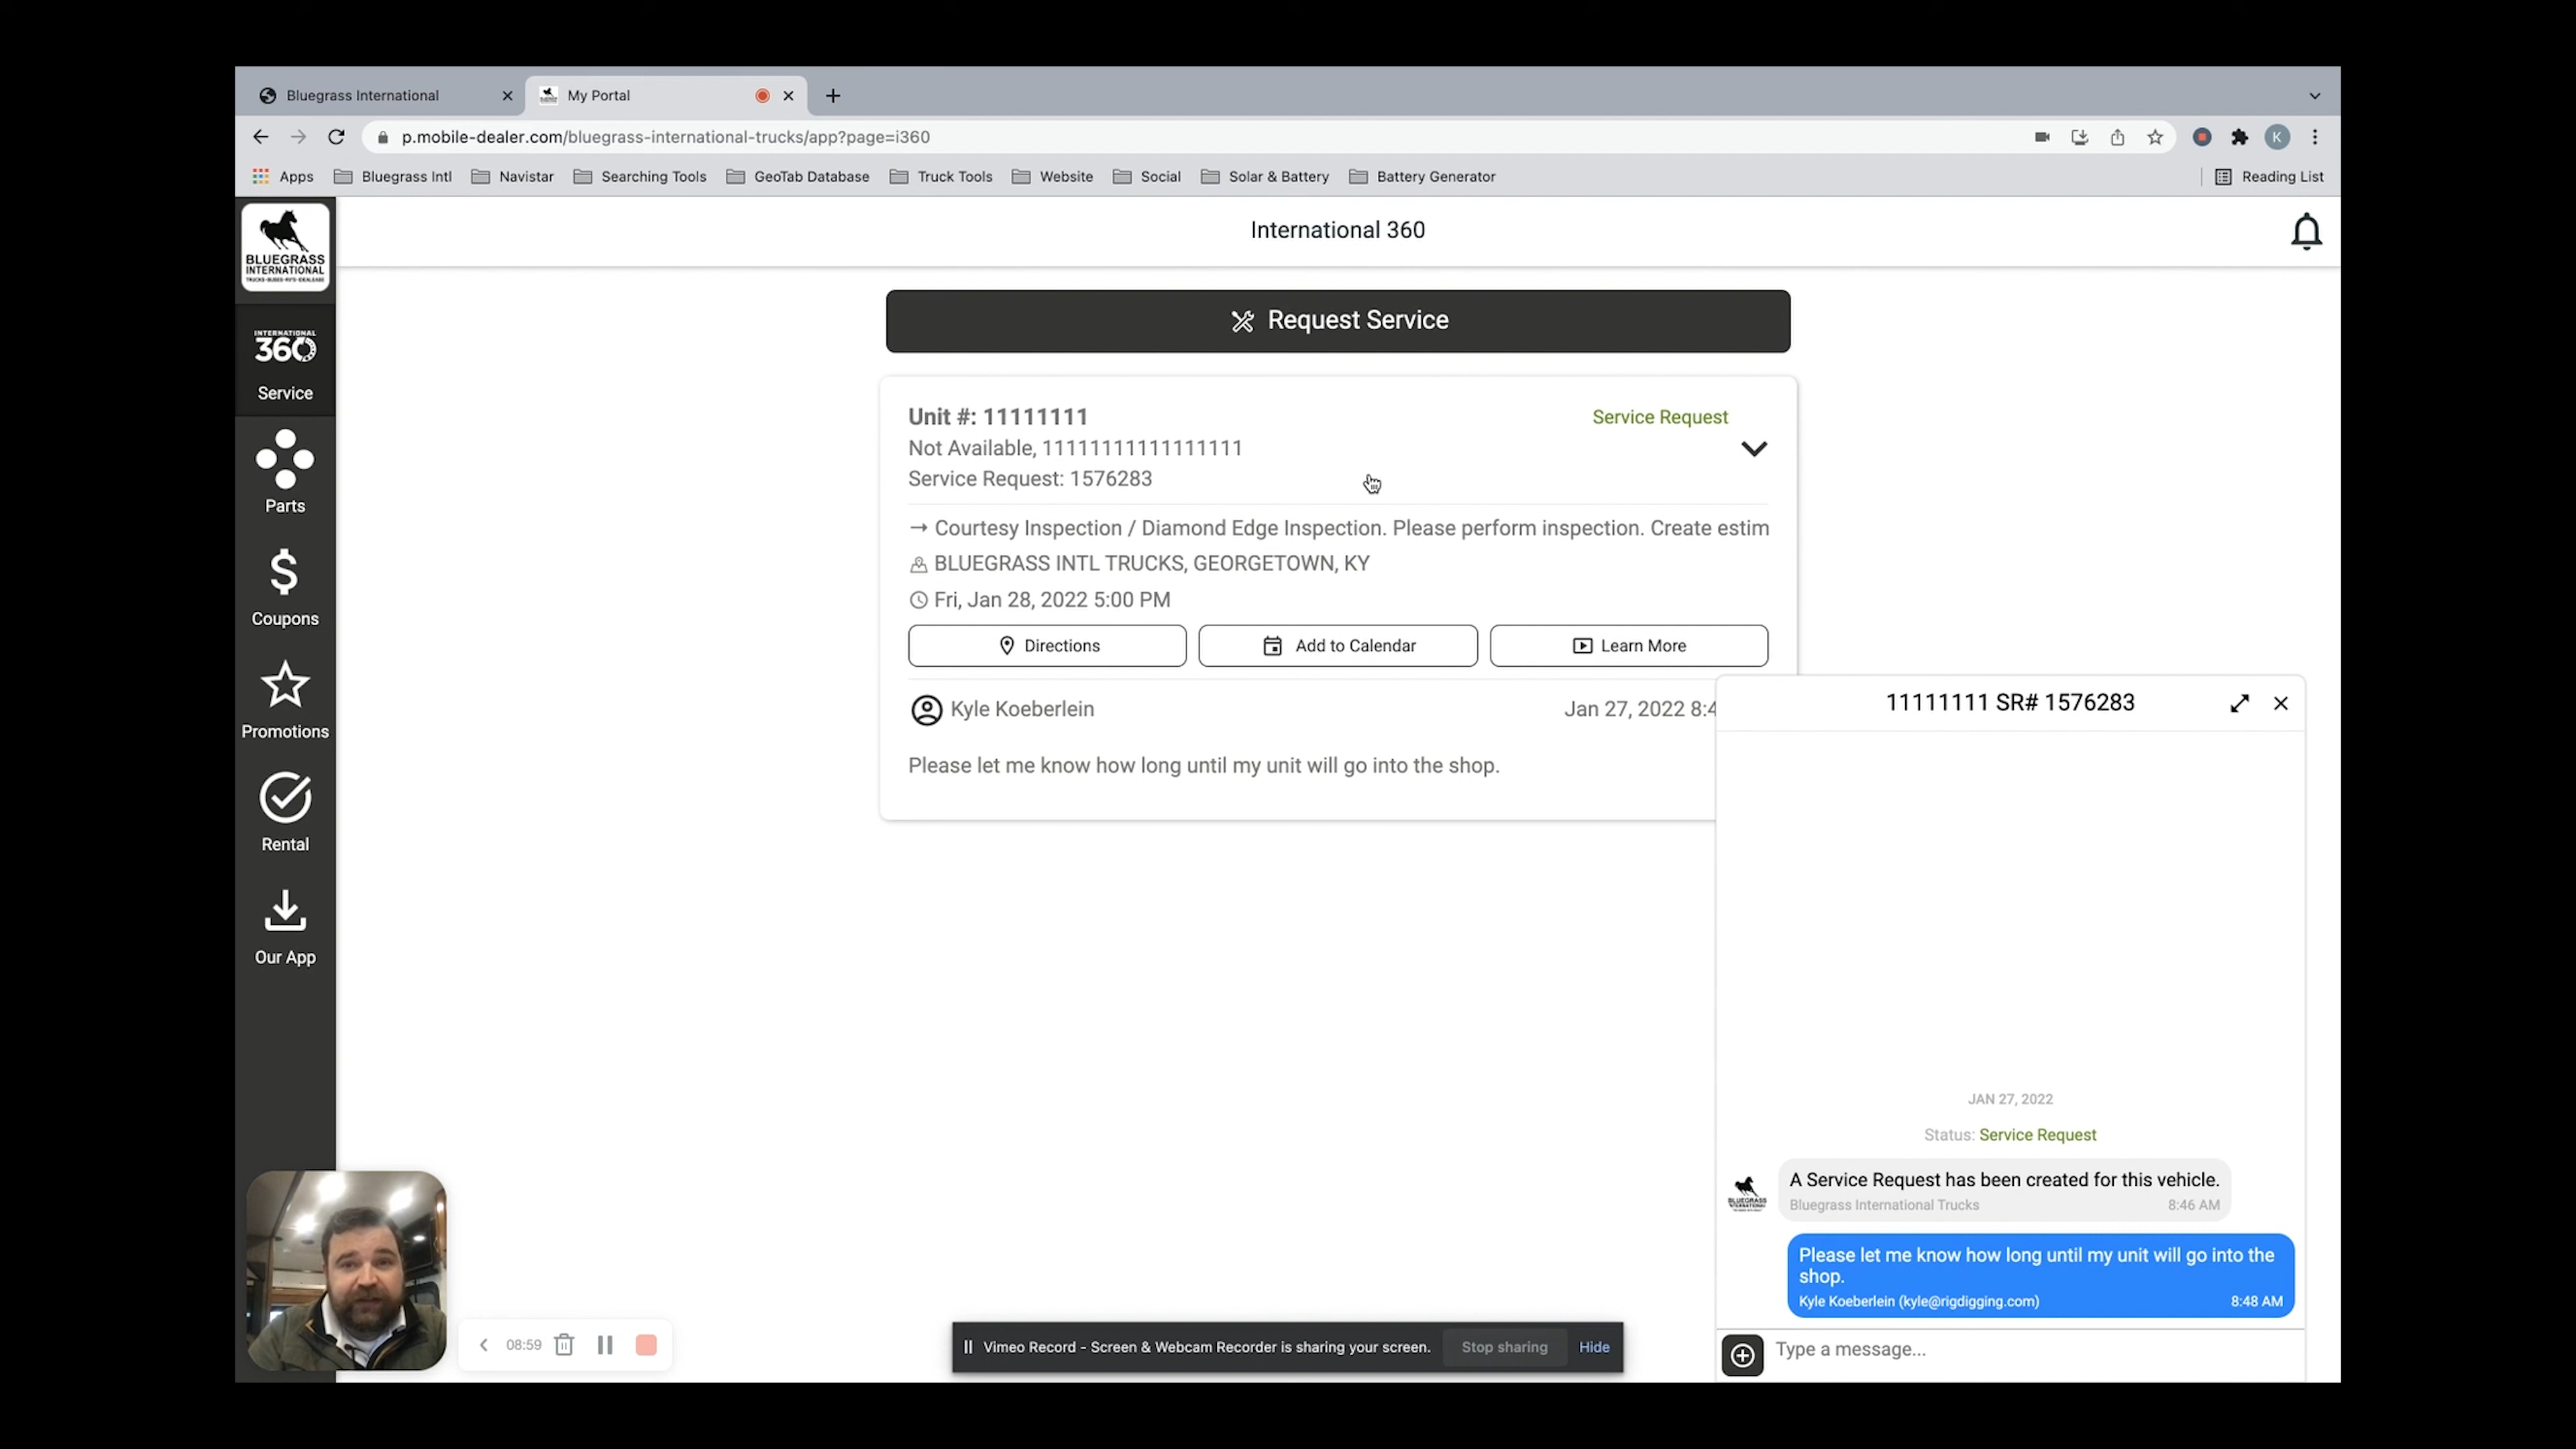 Bluegrass International
My Portal
p.mobile-dealer.com/bluegrass-international-trucks/app?page=i360
K
Apps
Bluegrass Intl
Navistar
Searching Tools
GeoTab Database
Truck Tools
Website
Social
Solar & Battery
Battery Generator
Reading List
BLUEGRASS
INTERNATIONAL
TRUCKS•BUSES•RV'S•IDEALEASE
International 360
INTERNATIONAL
360
Service
Parts
Coupons
Promotions
Rental
Our App
Request Service
Unit #: 11111111
Service Request
Not Available, 11111111111111111
Service Request: 1576283
→ Courtesy Inspection / Diamond Edge Inspection. Please perform inspection. Create estim
BLUEGRASS INTL TRUCKS, GEORGETOWN, KY
Fri, Jan 28, 2022 5:00 PM
Directions
Add to Calendar
Learn More
Kyle Koeberlein
Jan 27, 2022 8:4
Please let me know how long until my unit will go into the shop.
11111111 SR# 1576283
JAN 27, 2022
Status: Service Request
A Service Request has been created for this vehicle.
BLUEGRASS
INTERNATIONAL
Bluegrass International Trucks
8:46 AM
Please let me know how long until my unit will go into the
shop.
Kyle Koeberlein (kyle@rigdigging.com)
8:48 AM
Type a message...
08:59
Vimeo Record - Screen & Webcam Recorder is sharing your screen.
Stop sharing
Hide